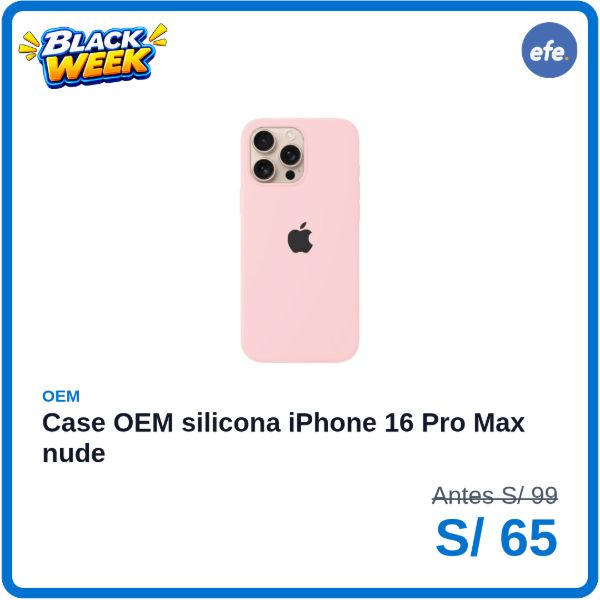 BLACK
WEEK
efe.
OEM
Case OEM silicona iPhone 16 Pro Max
nude
Antes S/ 99
S/ 65